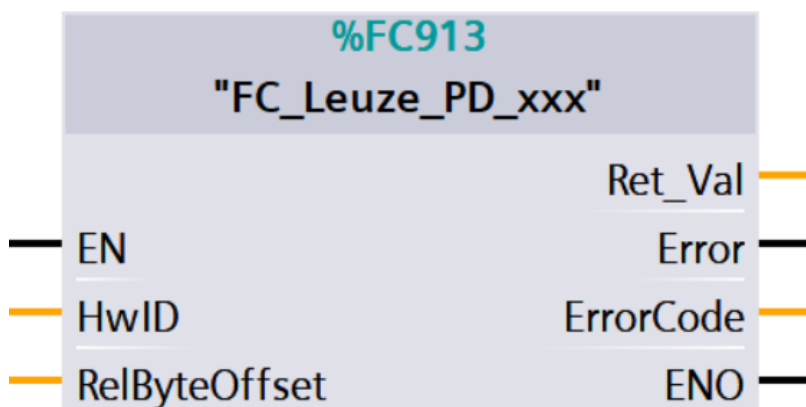 %FC913
"FC_Leuze_PD_xxx"
Ret_Val
EN
Error
HwID
ErrorCode
RelByteOffset
ENO